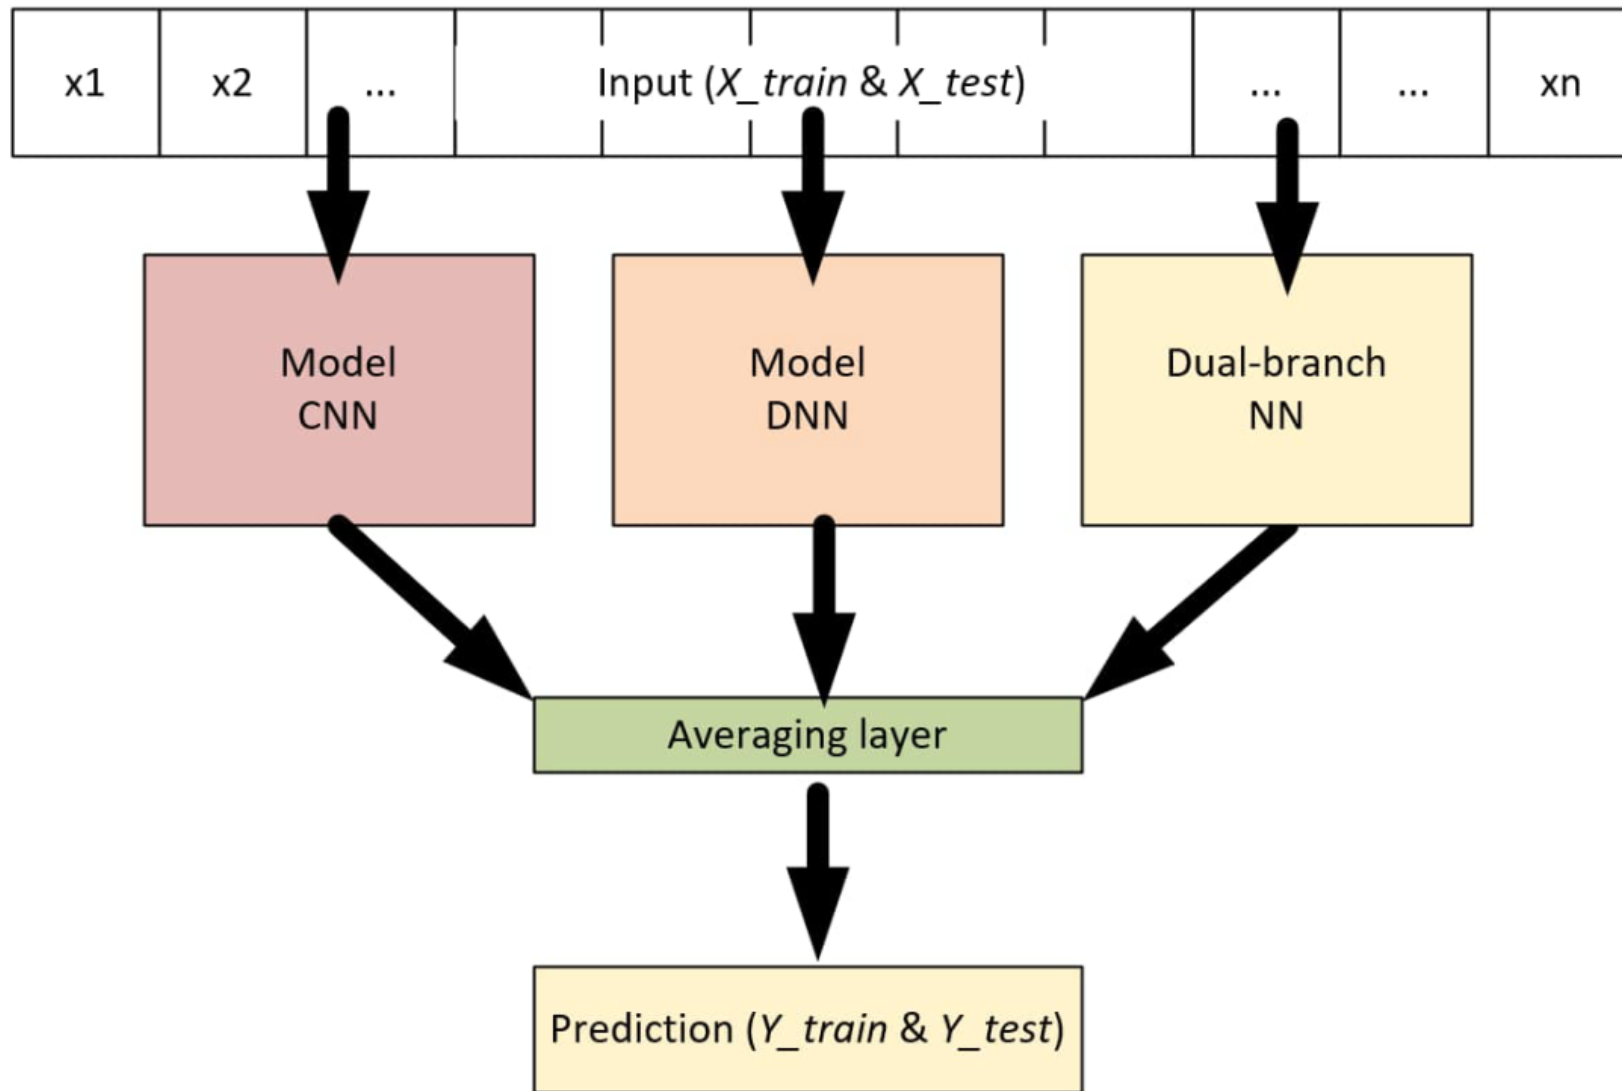 x1 x2 ... Input (X_train & X_test) ... ... xn
Model
CNN
Model
DNN
Dual-branch
NN
Averaging layer
Prediction (Y_train & Y_test)